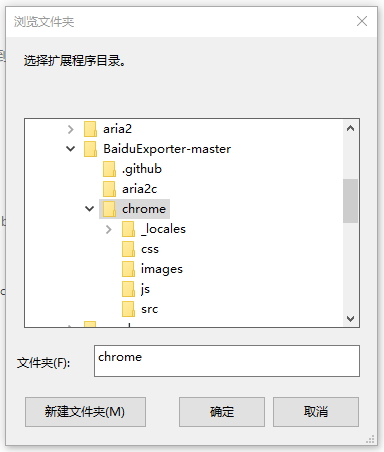 浏览文件夹
选择扩展程序目录。
aria2
BaiduExporter-master
.github
aria2c
chrome
_locales
css
images
js
src
文件夹(F):
chrome
新建文件夹(M)
确定
取消